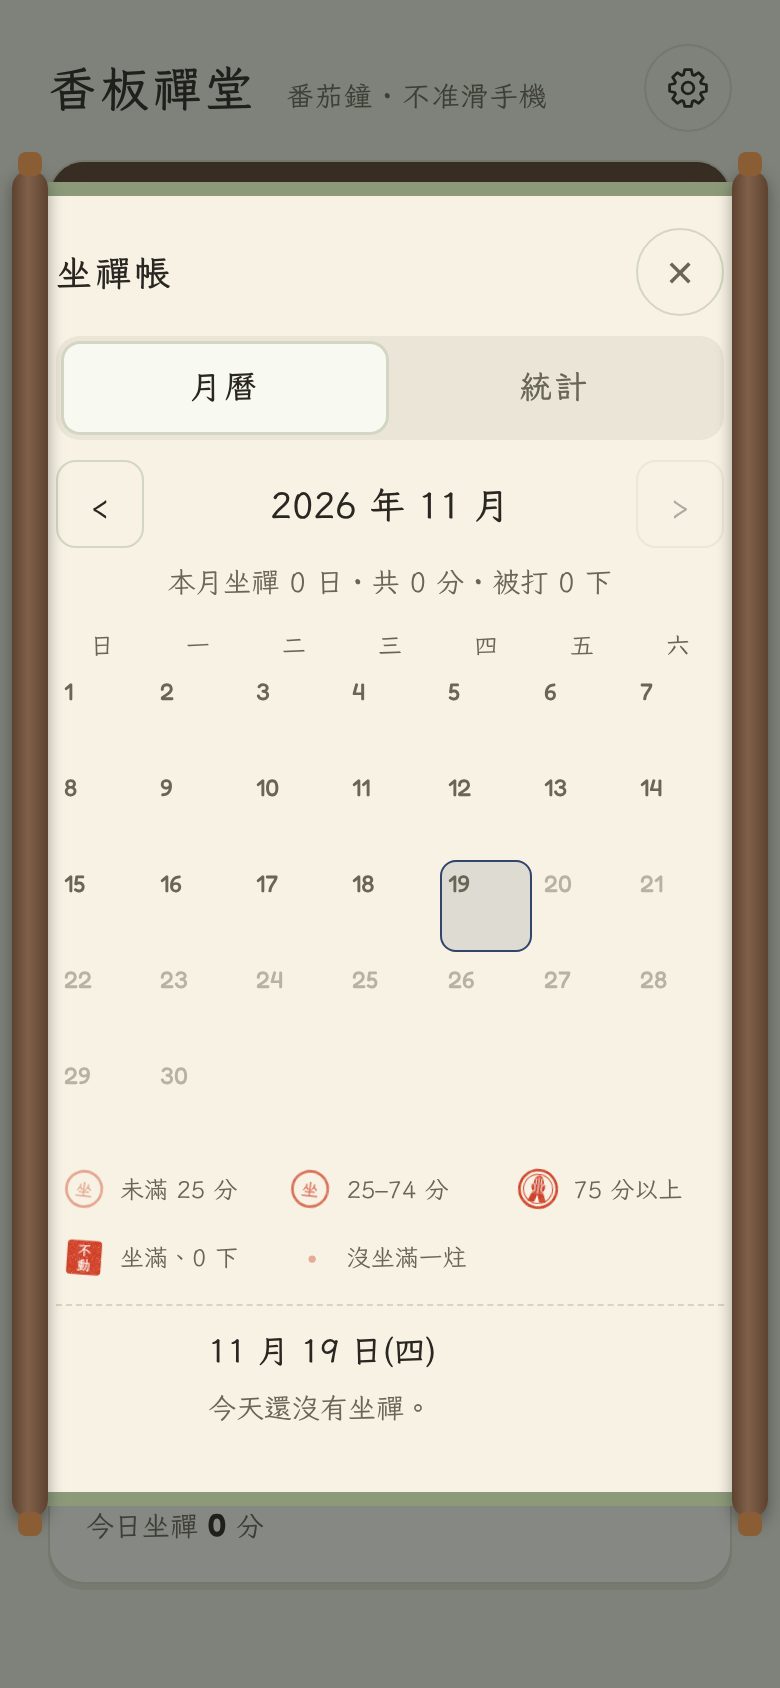 香板禪堂 番茄鐘・不准滑手機
坐禪帳 ×
月曆 統計
< 2026 年 11 月 >
本月坐禪 0 日・共 0 分・被打 0 下
日 一 二 三 四 五 六
1 2 3 4 5 6 7
8 9 10 11 12 13 14
15 16 17 18 19 20 21
22 23 24 25 26 27 28
29 30
坐 未滿 25 分 坐 25–74 分 75 分以上
不動 坐滿、0 下 沒坐滿一炷
11 月 19 日(四)
今天還沒有坐禪。
今日坐禪 0 分